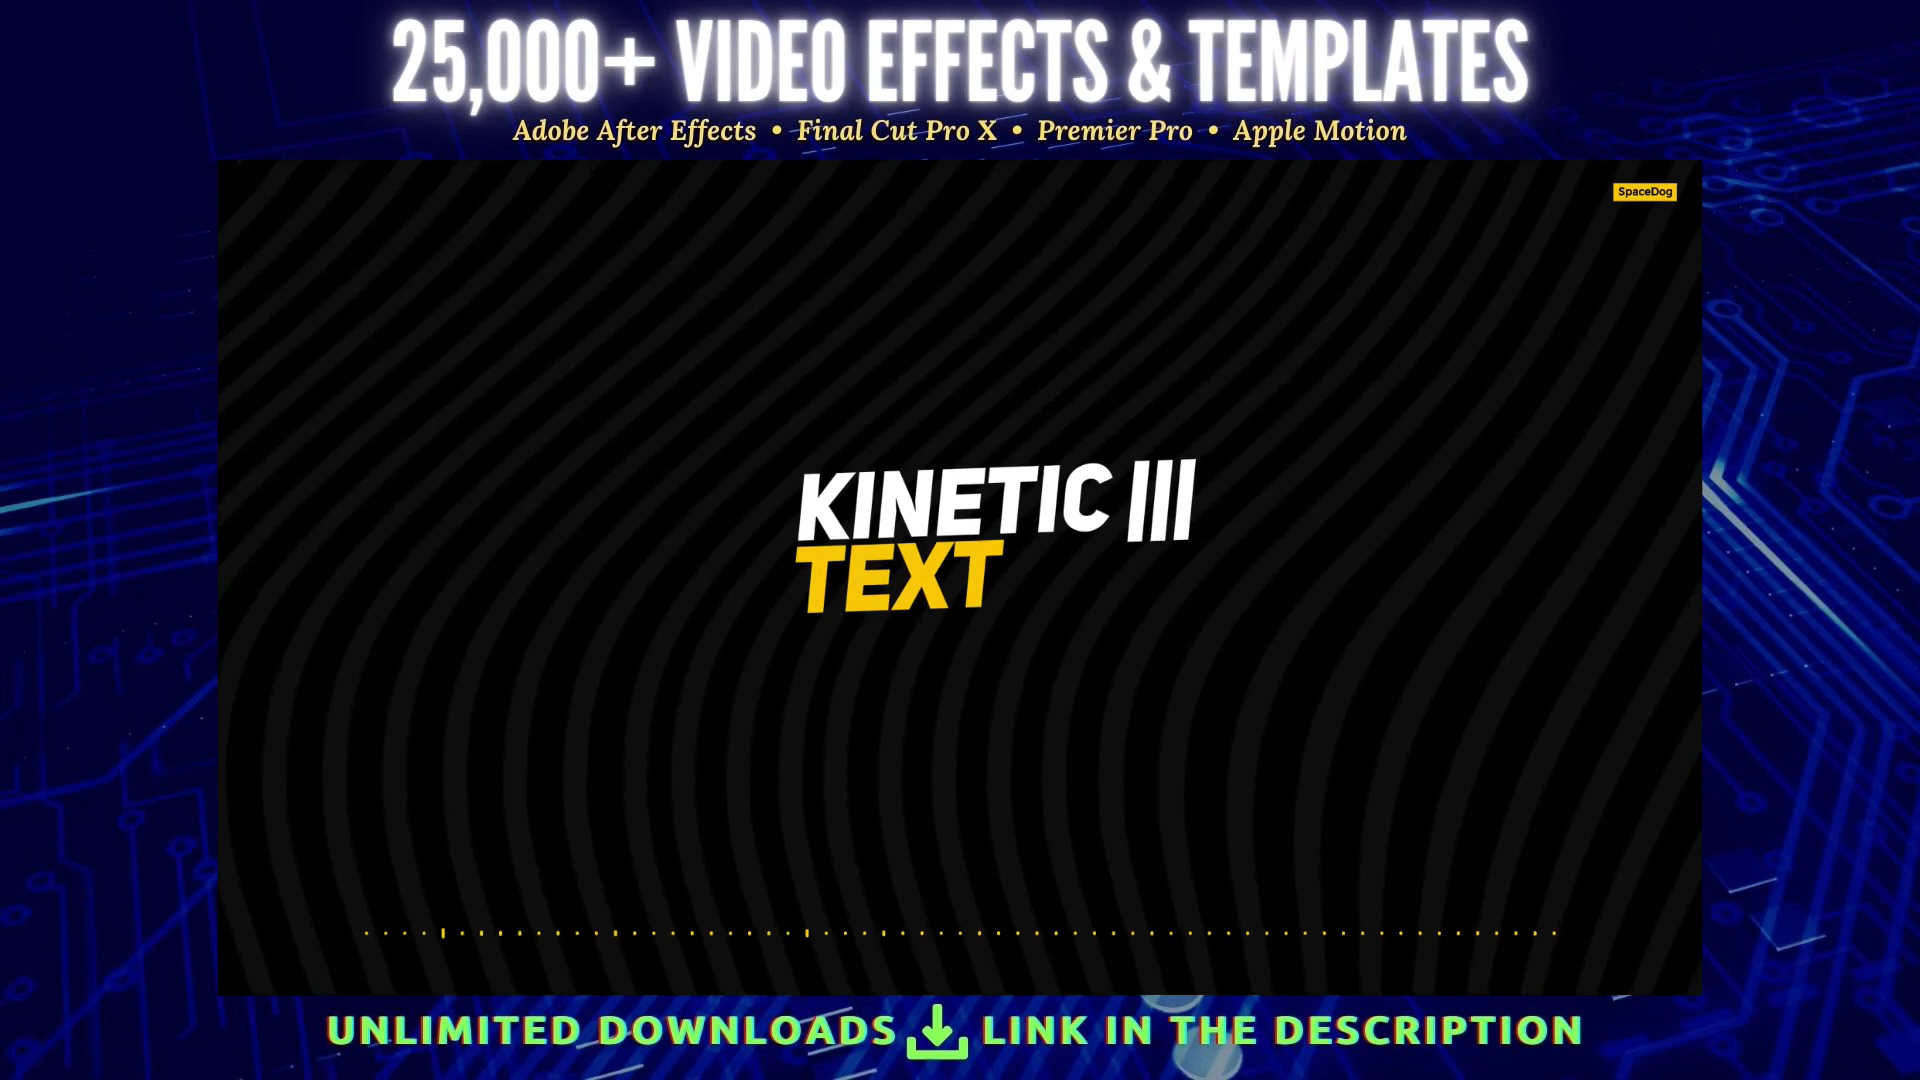 25,000+ VIDEO EFFECTS & TEMPLATES
Adobe After Effects • Final Cut Pro X • Premier Pro • Apple Motion
SpaceDog
KINETIC
TEXT
UNLIMITED DOWNLOADS LINK IN THE DESCRIPTION